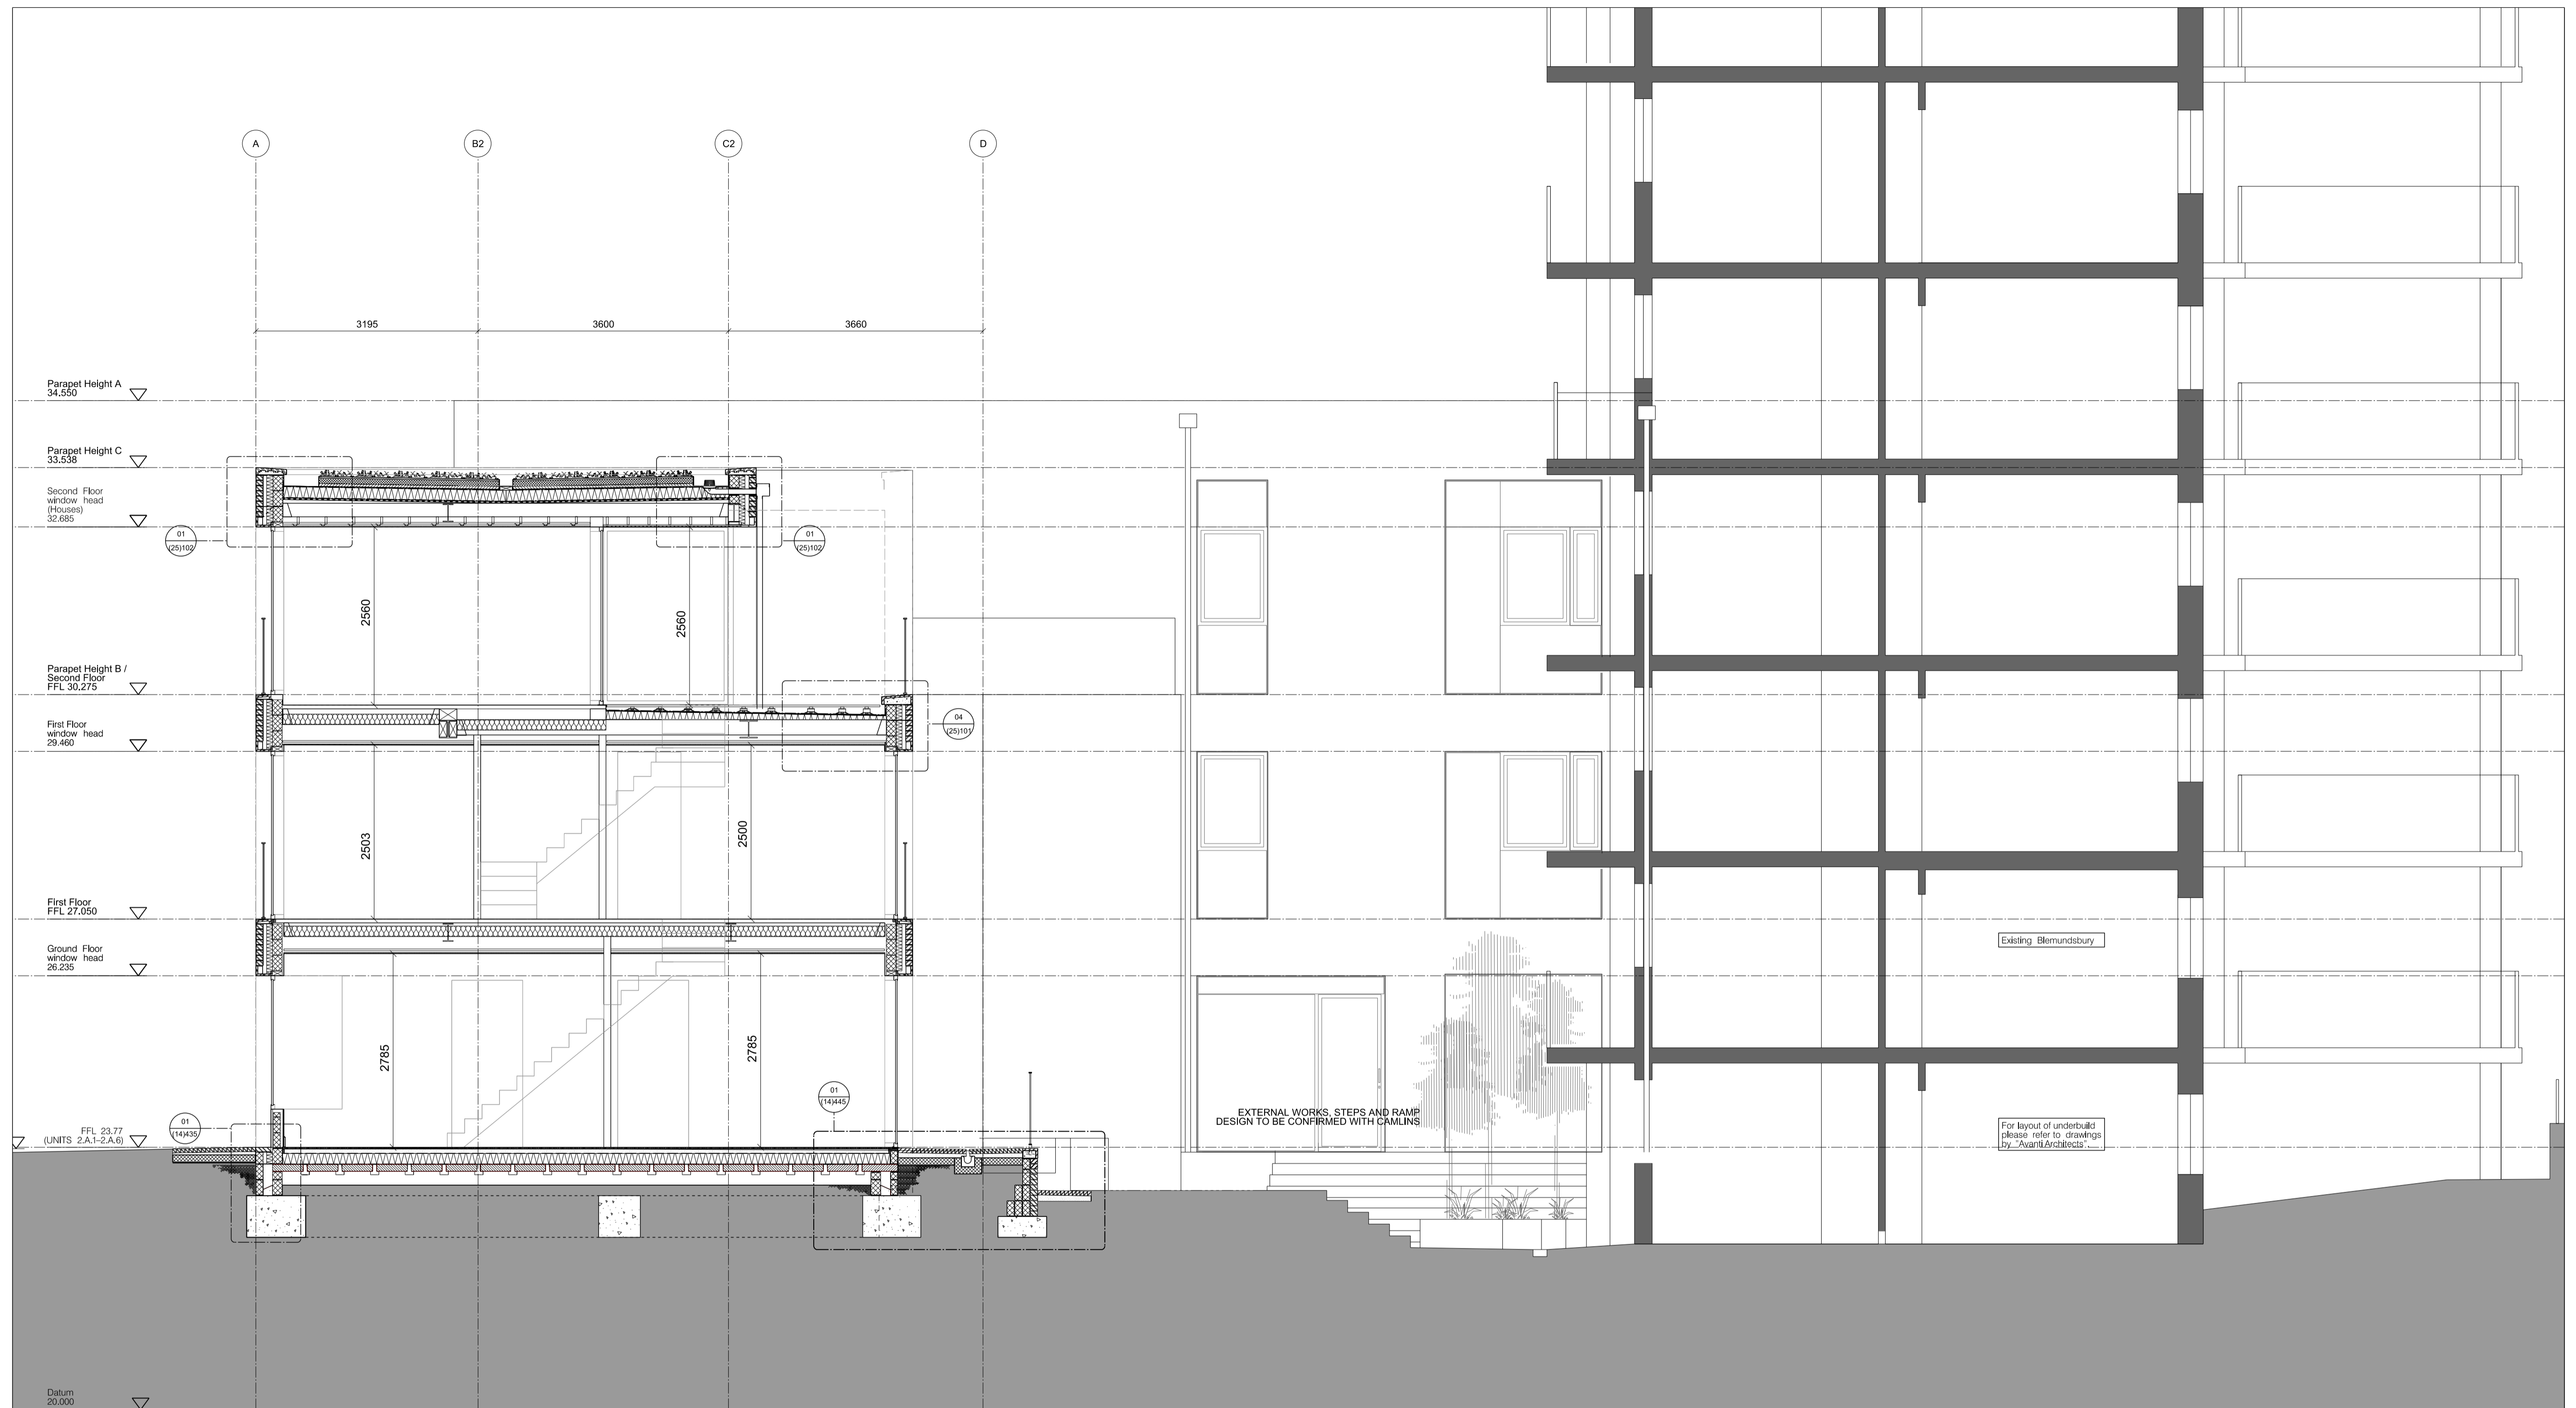 A
B2
C2
D
3195
3600
3660
Parapet Height A
34.550
Parapet Height C
33.538
Second Floor
window head
(Houses)
32.685
01
(25)102
01
(25)102
2560
2560
Parapet Height B /
Second Floor
FFL 30.275
First Floor
window head
29.460
04
(25)101
2503
2500
First Floor
FFL 27.050
Ground Floor
window head
26.235
Existing Blemundsbury
2785
2785
01
(14)445
01
(14)435
EXTERNAL WORKS, STEPS AND RAMP
DESIGN TO BE CONFIRMED WITH CAMLINS
For layout of underbuild
please refer to drawings
by "Avanti Architects".
FFL 23.77
(UNITS 2.A.1-2.A.6)
Datum
20.000